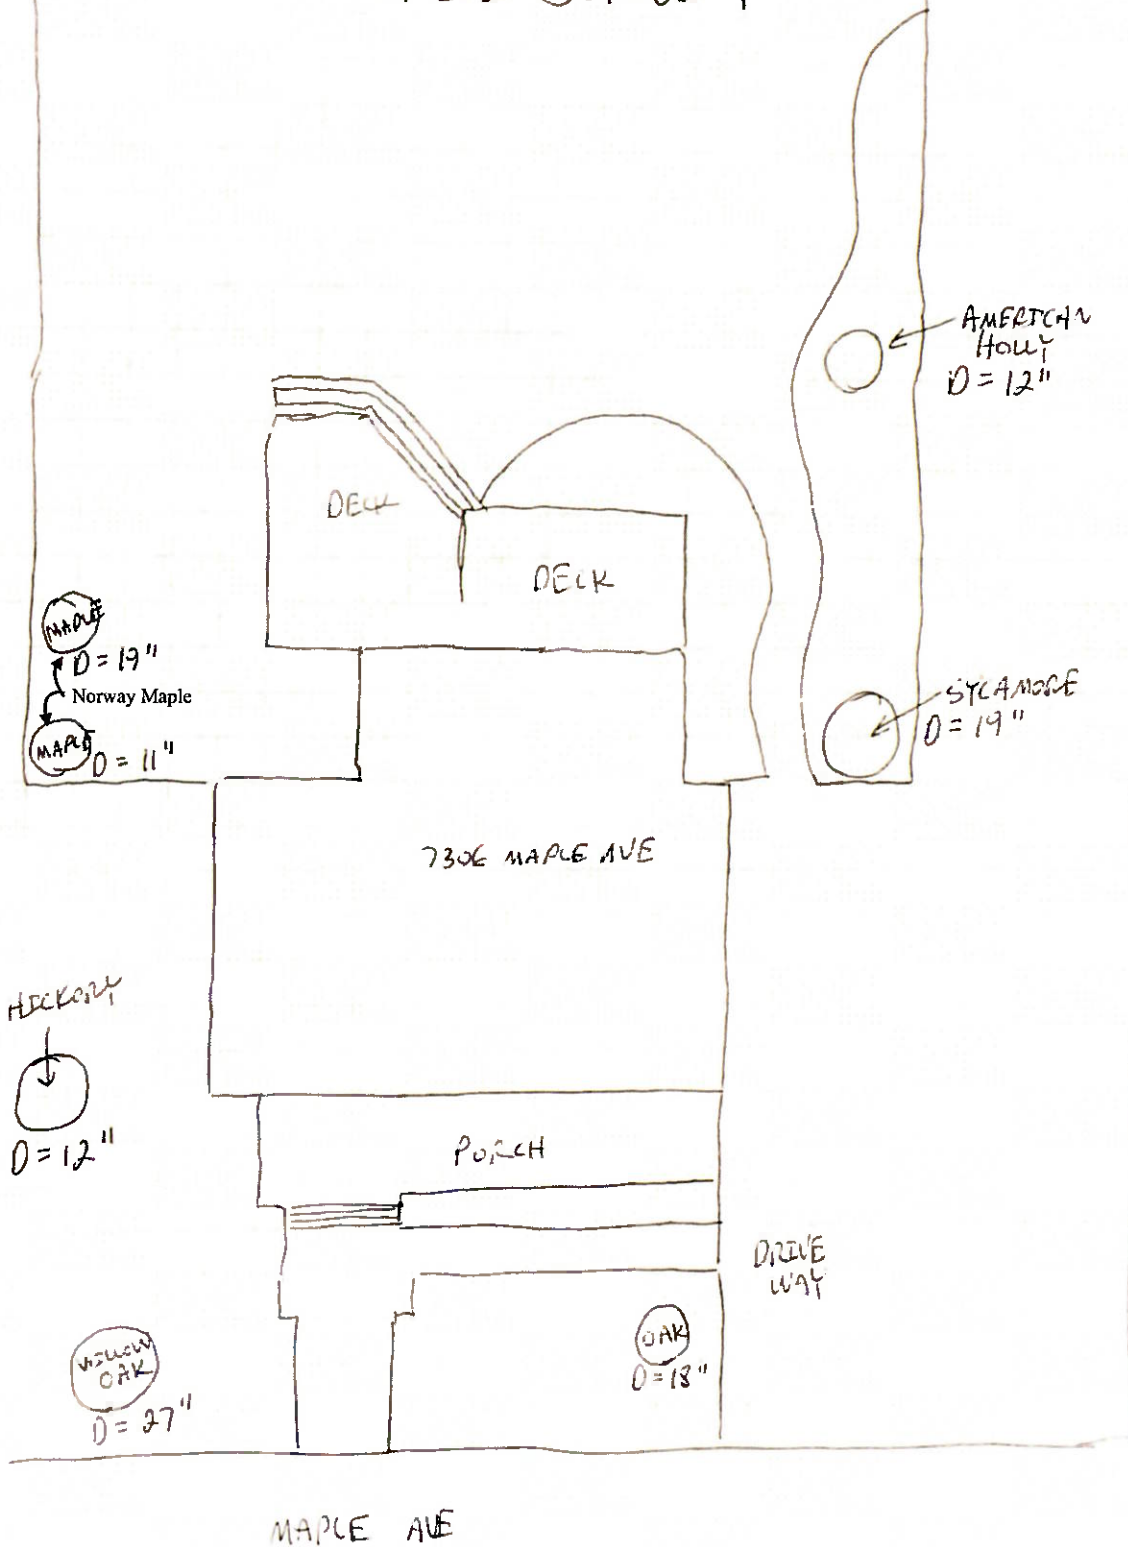 AMERICAN
HOLLY
D = 12"
DECK
DECK
MAPLE
D = 19"
Norway Maple
MAPLE
D = 11"
SYCAMORE
D = 19"
7306 MAPLE AVE
HICKORY
D = 12"
PORCH
DRIVE
WAY
WILLOW
OAK
D = 27"
OAK
D = 18"
MAPLE AVE